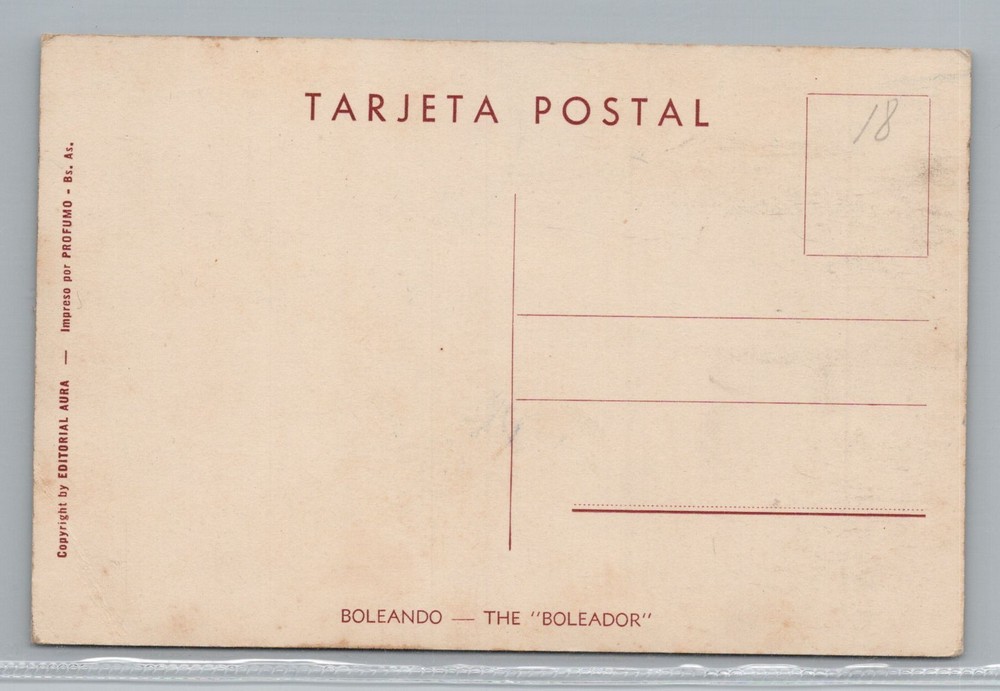 TARJETA POSTAL
18
Copyright by EDITORIAL AURA — Impreso por PROFUMO - Bs. As.
BOLEANDO — THE "BOLEADOR"